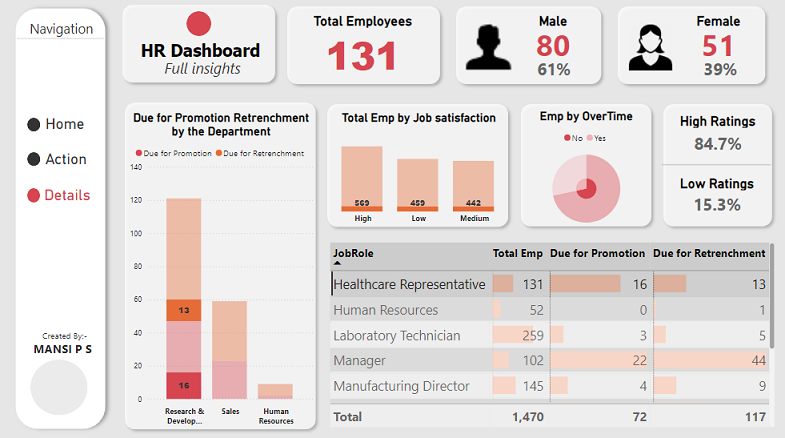 Navigation
Home
Action
Details
Created By:-
MANSI P S
HR Dashboard
Full insights
Total Employees
131
Male
80
61%
Female
51
39%
Due for Promotion Retrenchment
by the Department
Due for Promotion Due for Retrenchment
140
120
100
80
60
40
20
0
13
16
Research &
Develop...
Sales
Human
Resources
Total Emp by Job satisfaction
569 459 442
High Low Medium
Emp by OverTime
No Yes
High Ratings
84.7%
Low Ratings
15.3%
JobRole Total Emp Due for Promotion Due for Retrenchment
Healthcare Representative 131 16 13
Human Resources 52 0 1
Laboratory Technician 259 3 5
Manager 102 22 44
Manufacturing Director 145 4 9
Total 1,470 72 117